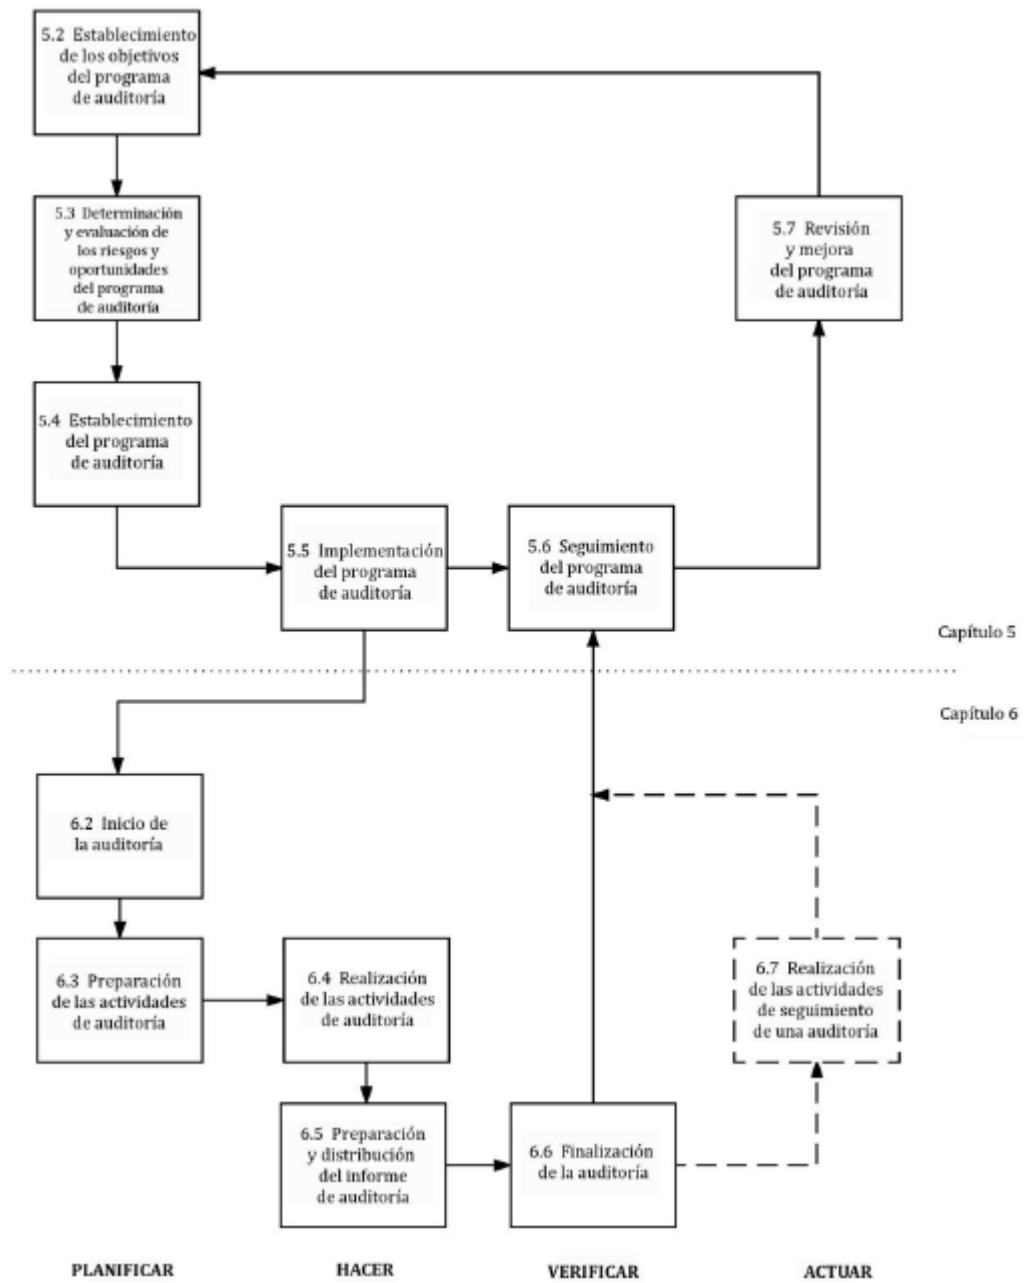 5.2 Establecimiento
de los objetivos
del programa
de auditoría
5.3 Determinación
y evaluación de
los riesgos y
oportunidades
del programa
de auditoría
5.7 Revisión
y mejora
del programa
de auditoría
5.4 Establecimiento
del programa
de auditoría
5.5 Implementación
del programa
de auditoría
5.6 Seguimiento
del programa
de auditoría
Capítulo 5
Capítulo 6
6.2 Inicio de
la auditoría
6.3 Preparación
de las actividades
de auditoría
6.4 Realización
de las actividades
de auditoría
6.7 Realización
de las actividades
de seguimiento
de una auditoría
6.5 Preparación
y distribución
del informe
de auditoría
6.6 Finalización
de la auditoría
PLANIFICAR
HACER
VERIFICAR
ACTUAR